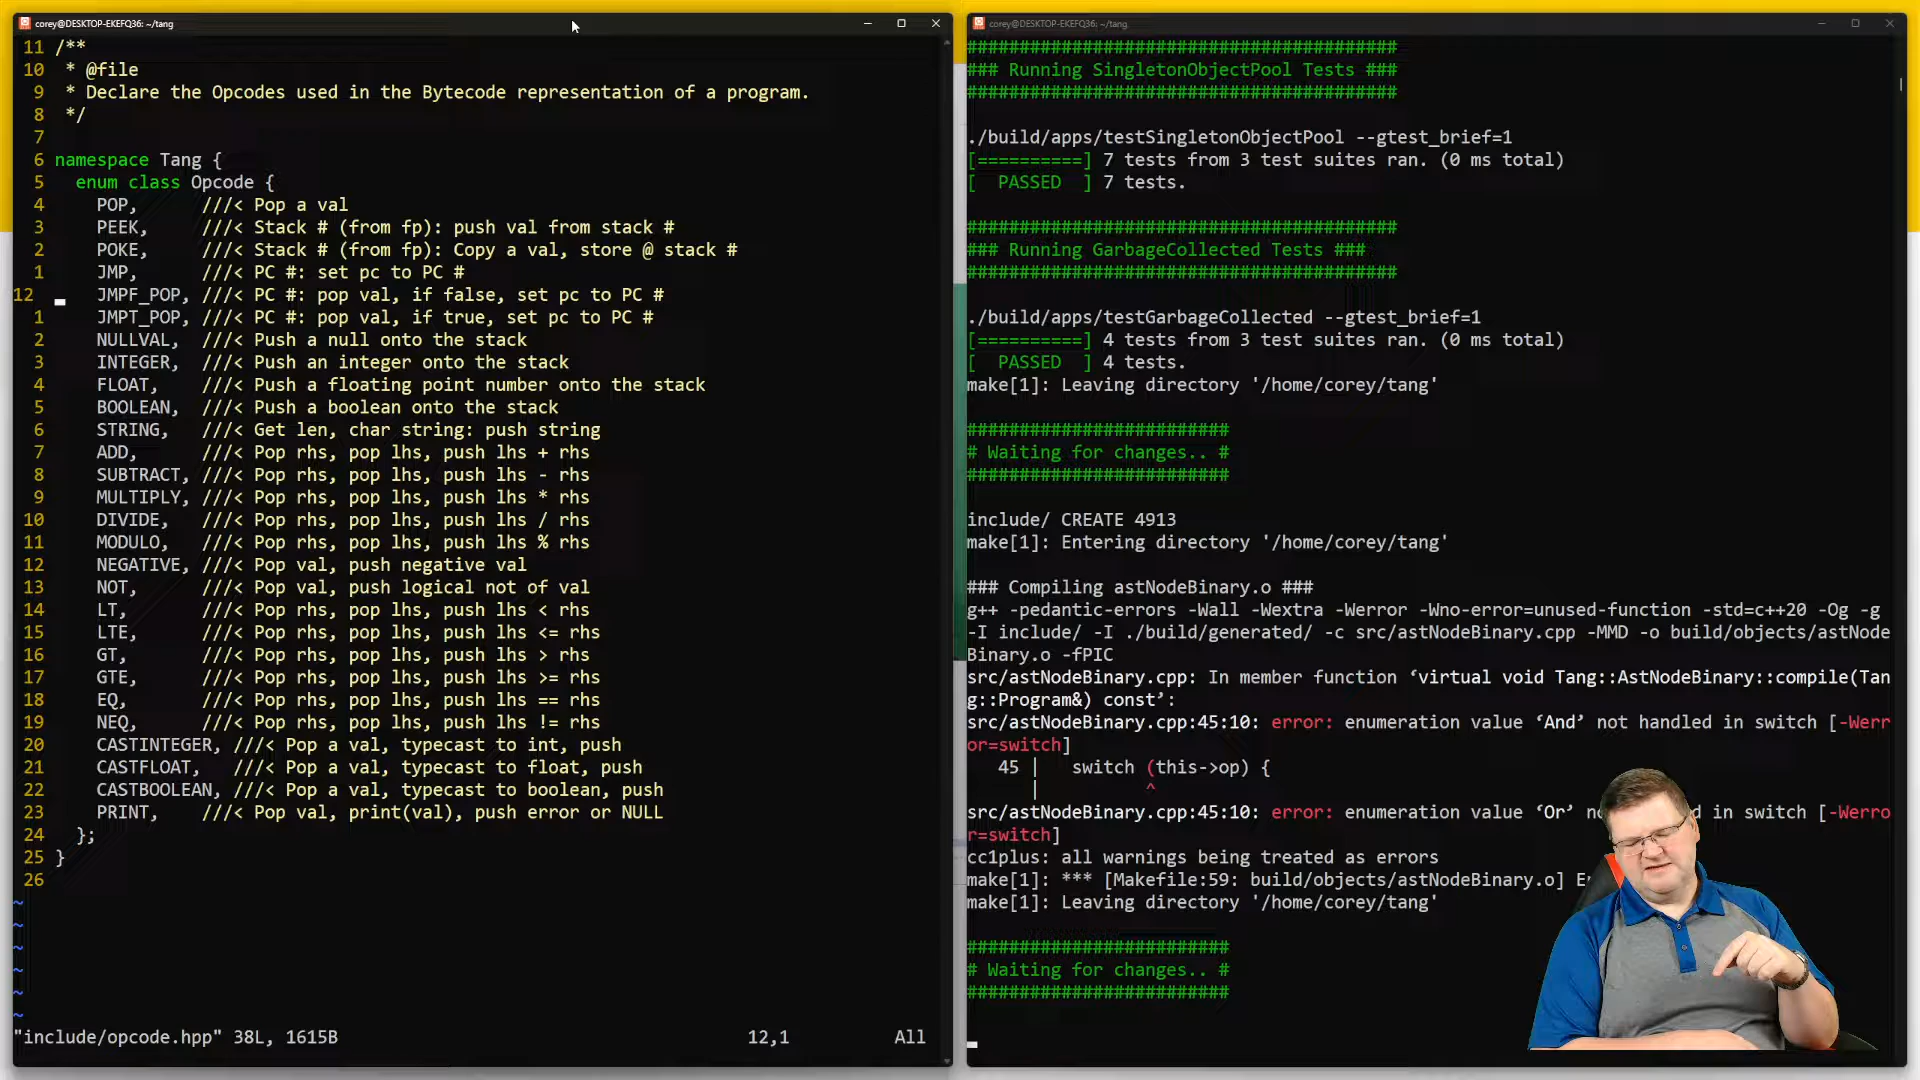 corey@DESKTOP-EKEFQ36: ~/tang
11 /**
10  * @file
9  * Declare the Opcodes used in the Bytecode representation of a program.
8  */
7
6 namespace Tang {
5   enum class Opcode {
4     POP,      ///< Pop a val
3     PEEK,     ///< Stack # (from fp): push val from stack #
2     POKE,     ///< Stack # (from fp): Copy a val, store @ stack #
1     JMP,      ///< PC #: set pc to PC #
12     JMPF_POP, ///< PC #: pop val, if false, set pc to PC #
1     JMPT_POP, ///< PC #: pop val, if true, set pc to PC #
2     NULLVAL,  ///< Push a null onto the stack
3     INTEGER,  ///< Push an integer onto the stack
4     FLOAT,    ///< Push a floating point number onto the stack
5     BOOLEAN,  ///< Push a boolean onto the stack
6     STRING,   ///< Get len, char string: push string
7     ADD,      ///< Pop rhs, pop lhs, push lhs + rhs
8     SUBTRACT, ///< Pop rhs, pop lhs, push lhs - rhs
9     MULTIPLY, ///< Pop rhs, pop lhs, push lhs * rhs
10     DIVIDE,   ///< Pop rhs, pop lhs, push lhs / rhs
11     MODULO,   ///< Pop rhs, pop lhs, push lhs % rhs
12     NEGATIVE, ///< Pop val, push negative val
13     NOT,      ///< Pop val, push logical not of val
14     LT,       ///< Pop rhs, pop lhs, push lhs < rhs
15     LTE,      ///< Pop rhs, pop lhs, push lhs <= rhs
16     GT,       ///< Pop rhs, pop lhs, push lhs > rhs
17     GTE,      ///< Pop rhs, pop lhs, push lhs >= rhs
18     EQ,       ///< Pop rhs, pop lhs, push lhs == rhs
19     NEQ,      ///< Pop rhs, pop lhs, push lhs != rhs
20     CASTINTEGER, ///< Pop a val, typecast to int, push
21     CASTFLOAT,   ///< Pop a val, typecast to float, push
22     CASTBOOLEAN, ///< Pop a val, typecast to boolean, push
23     PRINT,    ///< Pop val, print(val), push error or NULL
24   };
25 }
26
~
~
~
~
~
~
"include/opcode.hpp" 38L, 1615B 12,1 All
corey@DESKTOP-EKEFQ36: ~/tang
#########################################
### Running SingletonObjectPool Tests ###
#########################################
./build/apps/testSingletonObjectPool --gtest_brief=1
[==========] 7 tests from 3 test suites ran. (0 ms total)
[  PASSED  ] 7 tests.
#########################################
### Running GarbageCollected Tests ###
#########################################
./build/apps/testGarbageCollected --gtest_brief=1
[==========] 4 tests from 3 test suites ran. (0 ms total)
[  PASSED  ] 4 tests.
make[1]: Leaving directory '/home/corey/tang'
#########################
# Waiting for changes.. #
#########################
include/ CREATE 4913
make[1]: Entering directory '/home/corey/tang'
### Compiling astNodeBinary.o ###
g++ -pedantic-errors -Wall -Wextra -Werror -Wno-error=unused-function -std=c++20 -Og -g
-I include/ -I ./build/generated/ -c src/astNodeBinary.cpp -MMD -o build/objects/astNode
Binary.o -fPIC
src/astNodeBinary.cpp: In member function ‘virtual void Tang::AstNodeBinary::compile(Tan
g::Program&) const’:
src/astNodeBinary.cpp:45:10: error: enumeration value ‘And’ not handled in switch [-Werr
or=switch]
45 |   switch (this->op) {
|          ^
src/astNodeBinary.cpp:45:10: error: enumeration value ‘Or’ in switch [-Werro
r=switch]
cc1plus: all warnings being treated as errors
make[1]: *** [Makefile:59: build/objects/astNodeBinary.o]
make[1]: Leaving directory '/home/corey/tang'
#########################
# Waiting for changes.. #
#########################